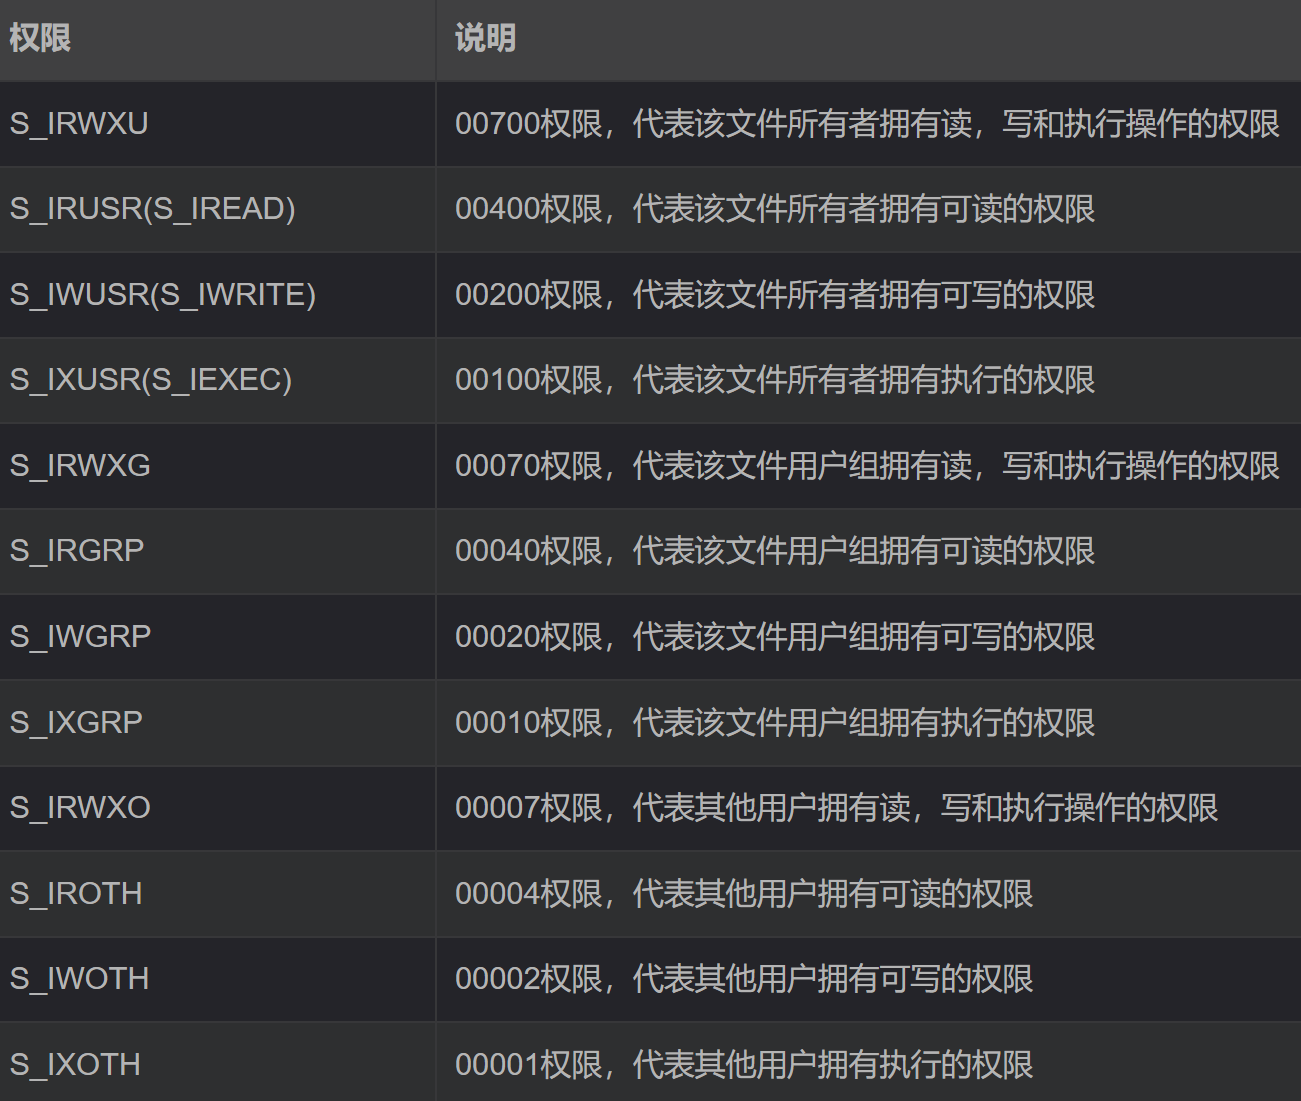 权限 说明
S_IRWXU 00700权限，代表该文件所有者拥有读，写和执行操作的权限
S_IRUSR(S_IREAD) 00400权限，代表该文件所有者拥有可读的权限
S_IWUSR(S_IWRITE) 00200权限，代表该文件所有者拥有可写的权限
S_IXUSR(S_IEXEC) 00100权限，代表该文件所有者拥有执行的权限
S_IRWXG 00070权限，代表该文件用户组拥有读，写和执行操作的权限
S_IRGRP 00040权限，代表该文件用户组拥有可读的权限
S_IWGRP 00020权限，代表该文件用户组拥有可写的权限
S_IXGRP 00010权限，代表该文件用户组拥有执行的权限
S_IRWXO 00007权限，代表其他用户拥有读，写和执行操作的权限
S_IROTH 00004权限，代表其他用户拥有可读的权限
S_IWOTH 00002权限，代表其他用户拥有可写的权限
S_IXOTH 00001权限，代表其他用户拥有执行的权限